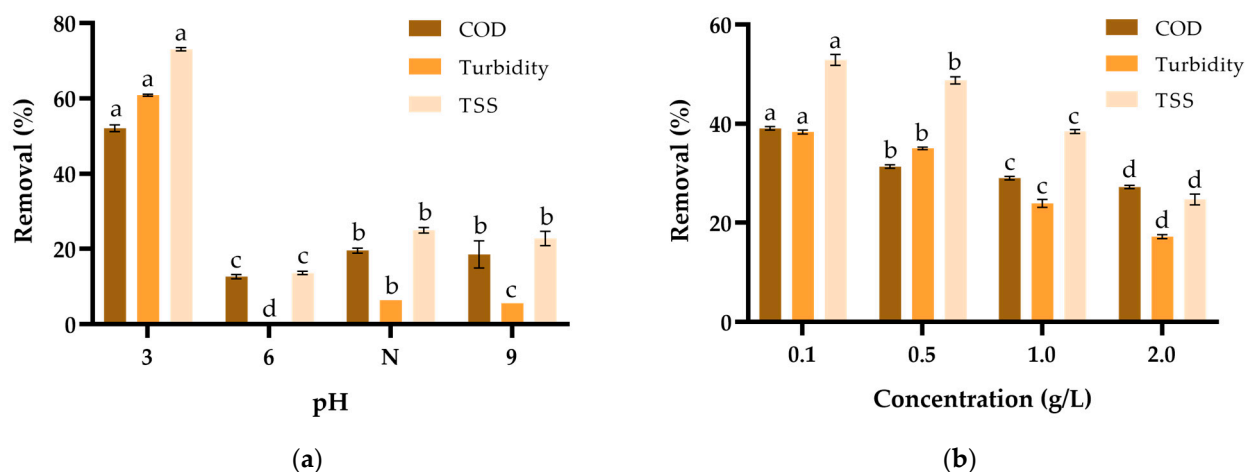 80
60
40
20
0
Removal (%)
COD
Turbidity
TSS
a
a
a
c
d
c
b
b
b
b
c
b
3
6
N
9
pH
(a)
60
40
20
0
Removal (%)
COD
Turbidity
TSS
a
a
a
b
b
b
c
c
c
d
d
d
0.1
0.5
1.0
2.0
Concentration (g/L)
(b)